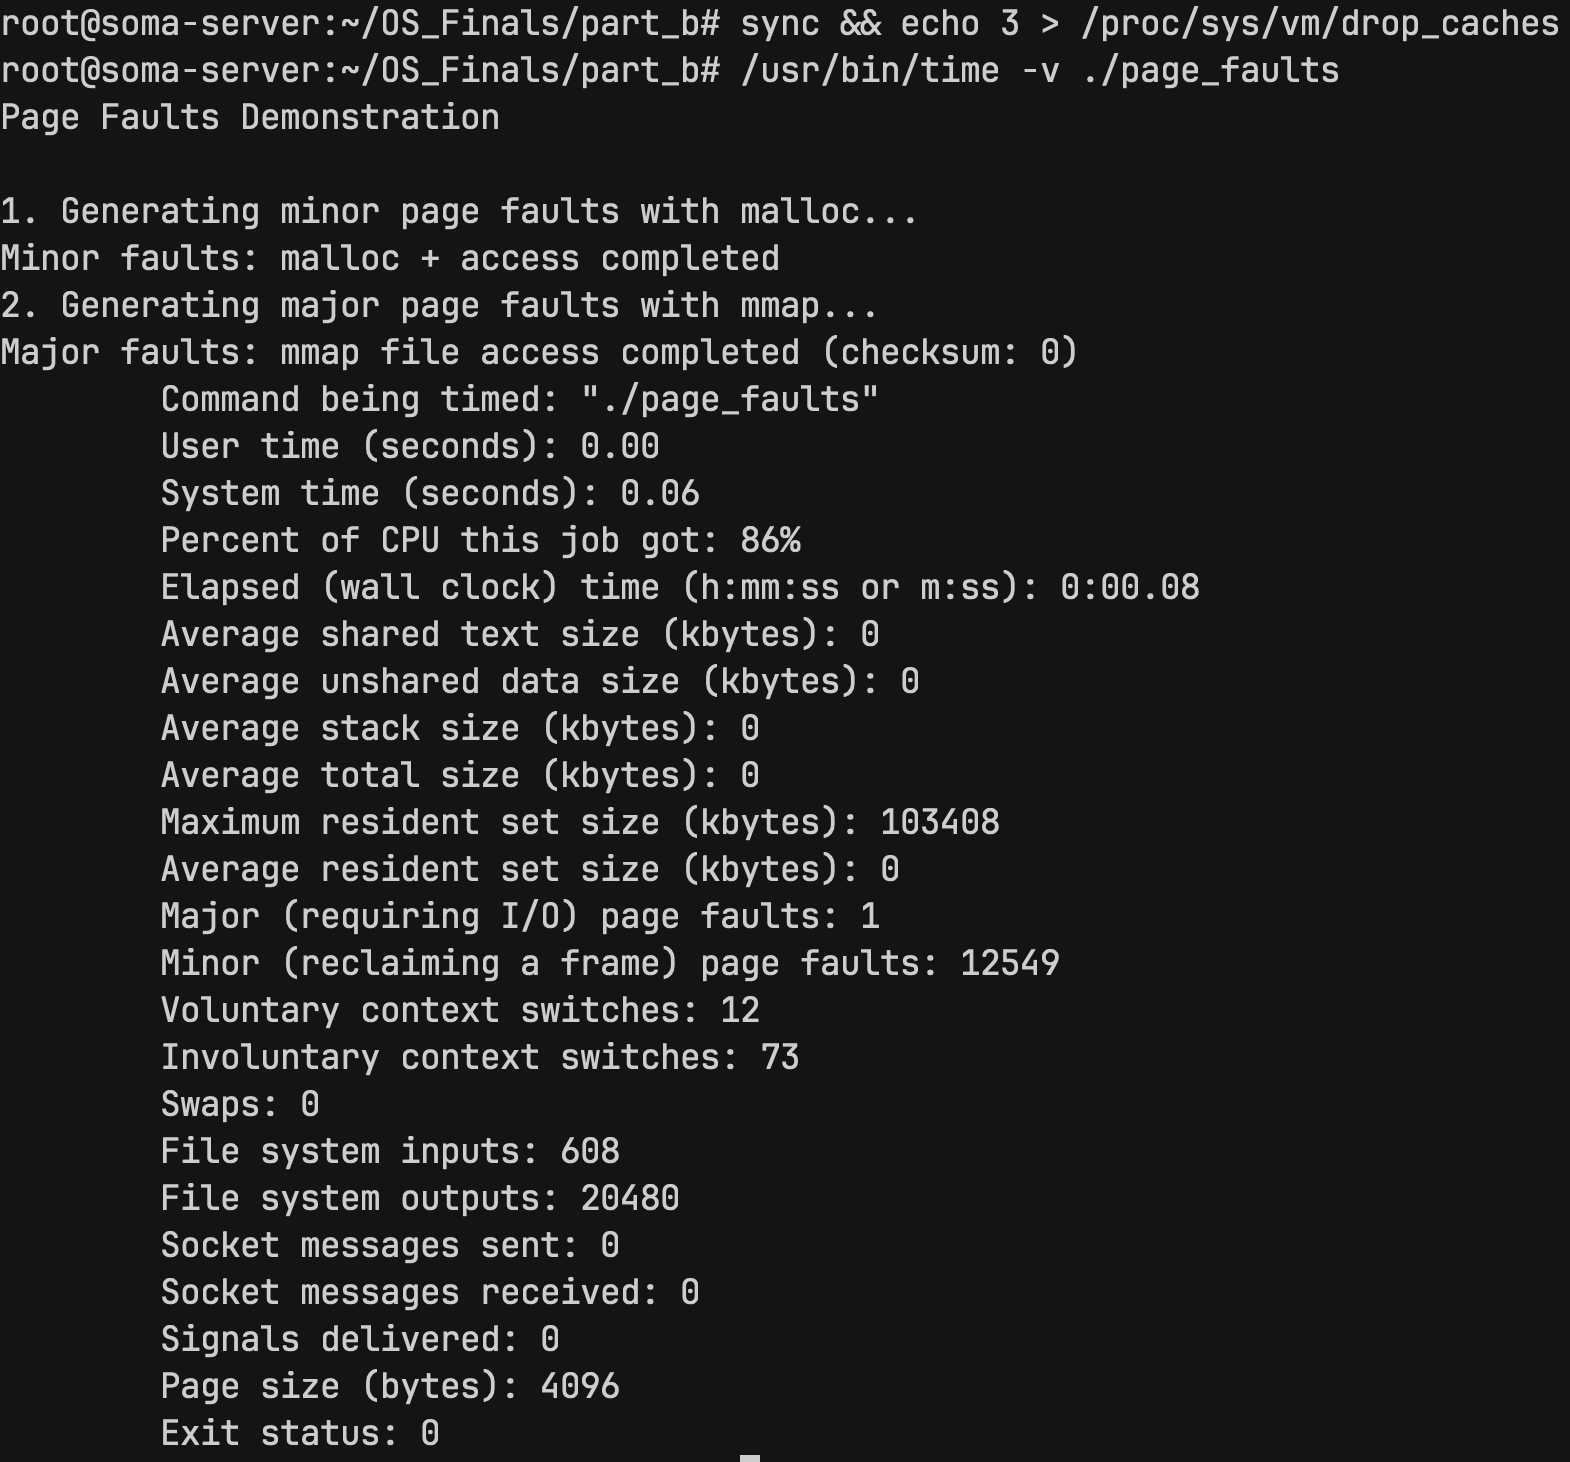 root@soma-server:~/OS_Finals/part_b# sync && echo 3 > /proc/sys/vm/drop_caches
root@soma-server:~/OS_Finals/part_b# /usr/bin/time -v ./page_faults
Page Faults Demonstration

1. Generating minor page faults with malloc...
Minor faults: malloc + access completed
2. Generating major page faults with mmap...
Major faults: mmap file access completed (checksum: 0)
        Command being timed: "./page_faults"
        User time (seconds): 0.00
        System time (seconds): 0.06
        Percent of CPU this job got: 86%
        Elapsed (wall clock) time (h:mm:ss or m:ss): 0:00.08
        Average shared text size (kbytes): 0
        Average unshared data size (kbytes): 0
        Average stack size (kbytes): 0
        Average total size (kbytes): 0
        Maximum resident set size (kbytes): 103408
        Average resident set size (kbytes): 0
        Major (requiring I/O) page faults: 1
        Minor (reclaiming a frame) page faults: 12549
        Voluntary context switches: 12
        Involuntary context switches: 73
        Swaps: 0
        File system inputs: 608
        File system outputs: 20480
        Socket messages sent: 0
        Socket messages received: 0
        Signals delivered: 0
        Page size (bytes): 4096
        Exit status: 0